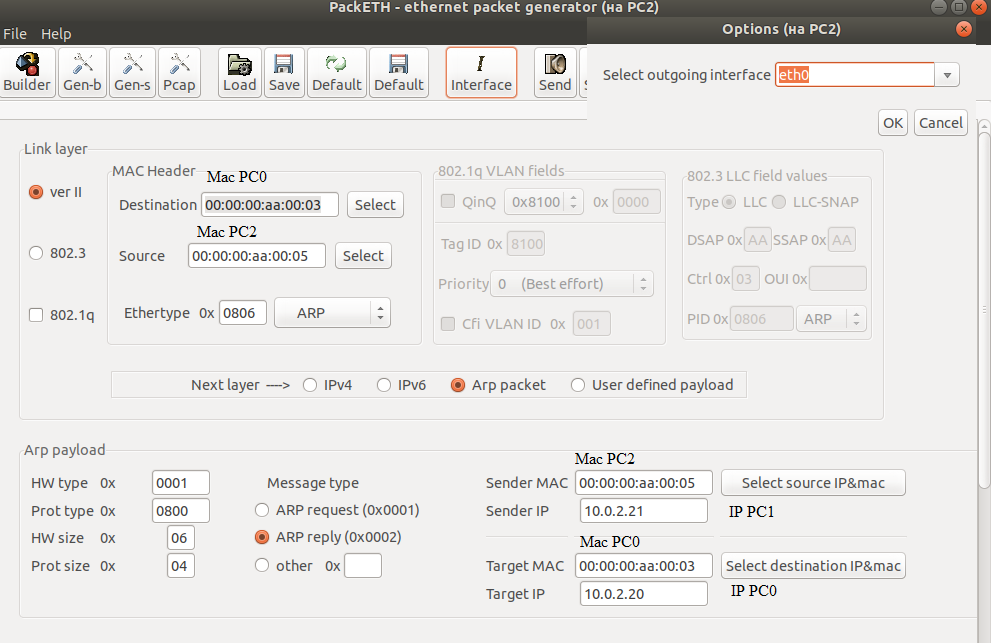 PackETH - ethernet packet generator (на PC2)
File Help
Options (на PC2)
Builder Gen-b Gen-s Pcap Load Save Default Default Interface Send
Select outgoing interface eth0
OK Cancel
Link layer
ver II
802.3
802.1q
MAC Header
Mac PC0
Destination 00:00:00:aa:00:03 Select
Mac PC2
Source 00:00:00:aa:00:05 Select
Ethertype 0x 0806 ARP
802.1q VLAN fields
QinQ 0x8100 0x 0000
Tag ID 0x 8100
Priority 0 (Best effort)
Cfi VLAN ID 0x 001
802.3 LLC field values
Type LLC LLC-SNAP
DSAP 0x AA SSAP 0x AA
Ctrl 0x 03 OUI 0x
PID 0x 0806 ARP
Next layer ----> IPv4 IPv6 Arp packet User defined payload
Arp payload
HW type 0x 0001
Prot type 0x 0800
HW size 0x 06
Prot size 0x 04
Message type
ARP request (0x0001)
ARP reply (0x0002)
other 0x
Mac PC2
Sender MAC 00:00:00:aa:00:05 Select source IP&mac
Sender IP 10.0.2.21 IP PC1
Mac PC0
Target MAC 00:00:00:aa:00:03 Select destination IP&mac
Target IP 10.0.2.20 IP PC0